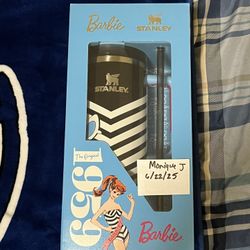 Barbie
STANLEY
STANLEY
The Original
1959
Monique J
6/22/25
Barbie